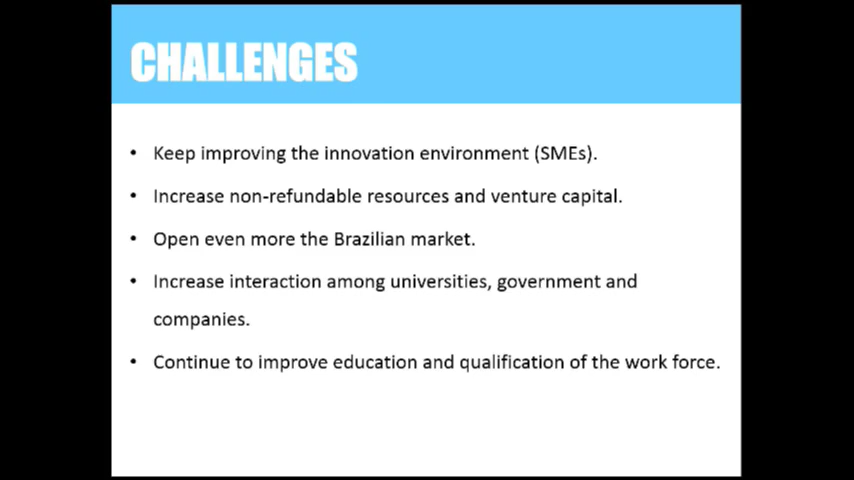 CHALLENGES
• Keep improving the innovation environment (SMEs).
• Increase non-refundable resources and venture capital.
• Open even more the Brazilian market.
• Increase interaction among universities, government and
companies.
• Continue to improve education and qualification of the work force.